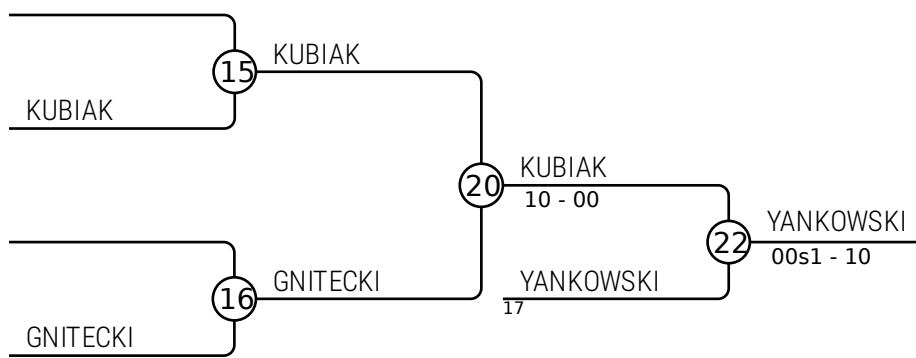 KUBIAK
15
KUBIAK
GNITECKI
16
GNITECKI
20
KUBIAK
10 - 00
YANKOWSKI
17
22
YANKOWSKI
00s1 - 10